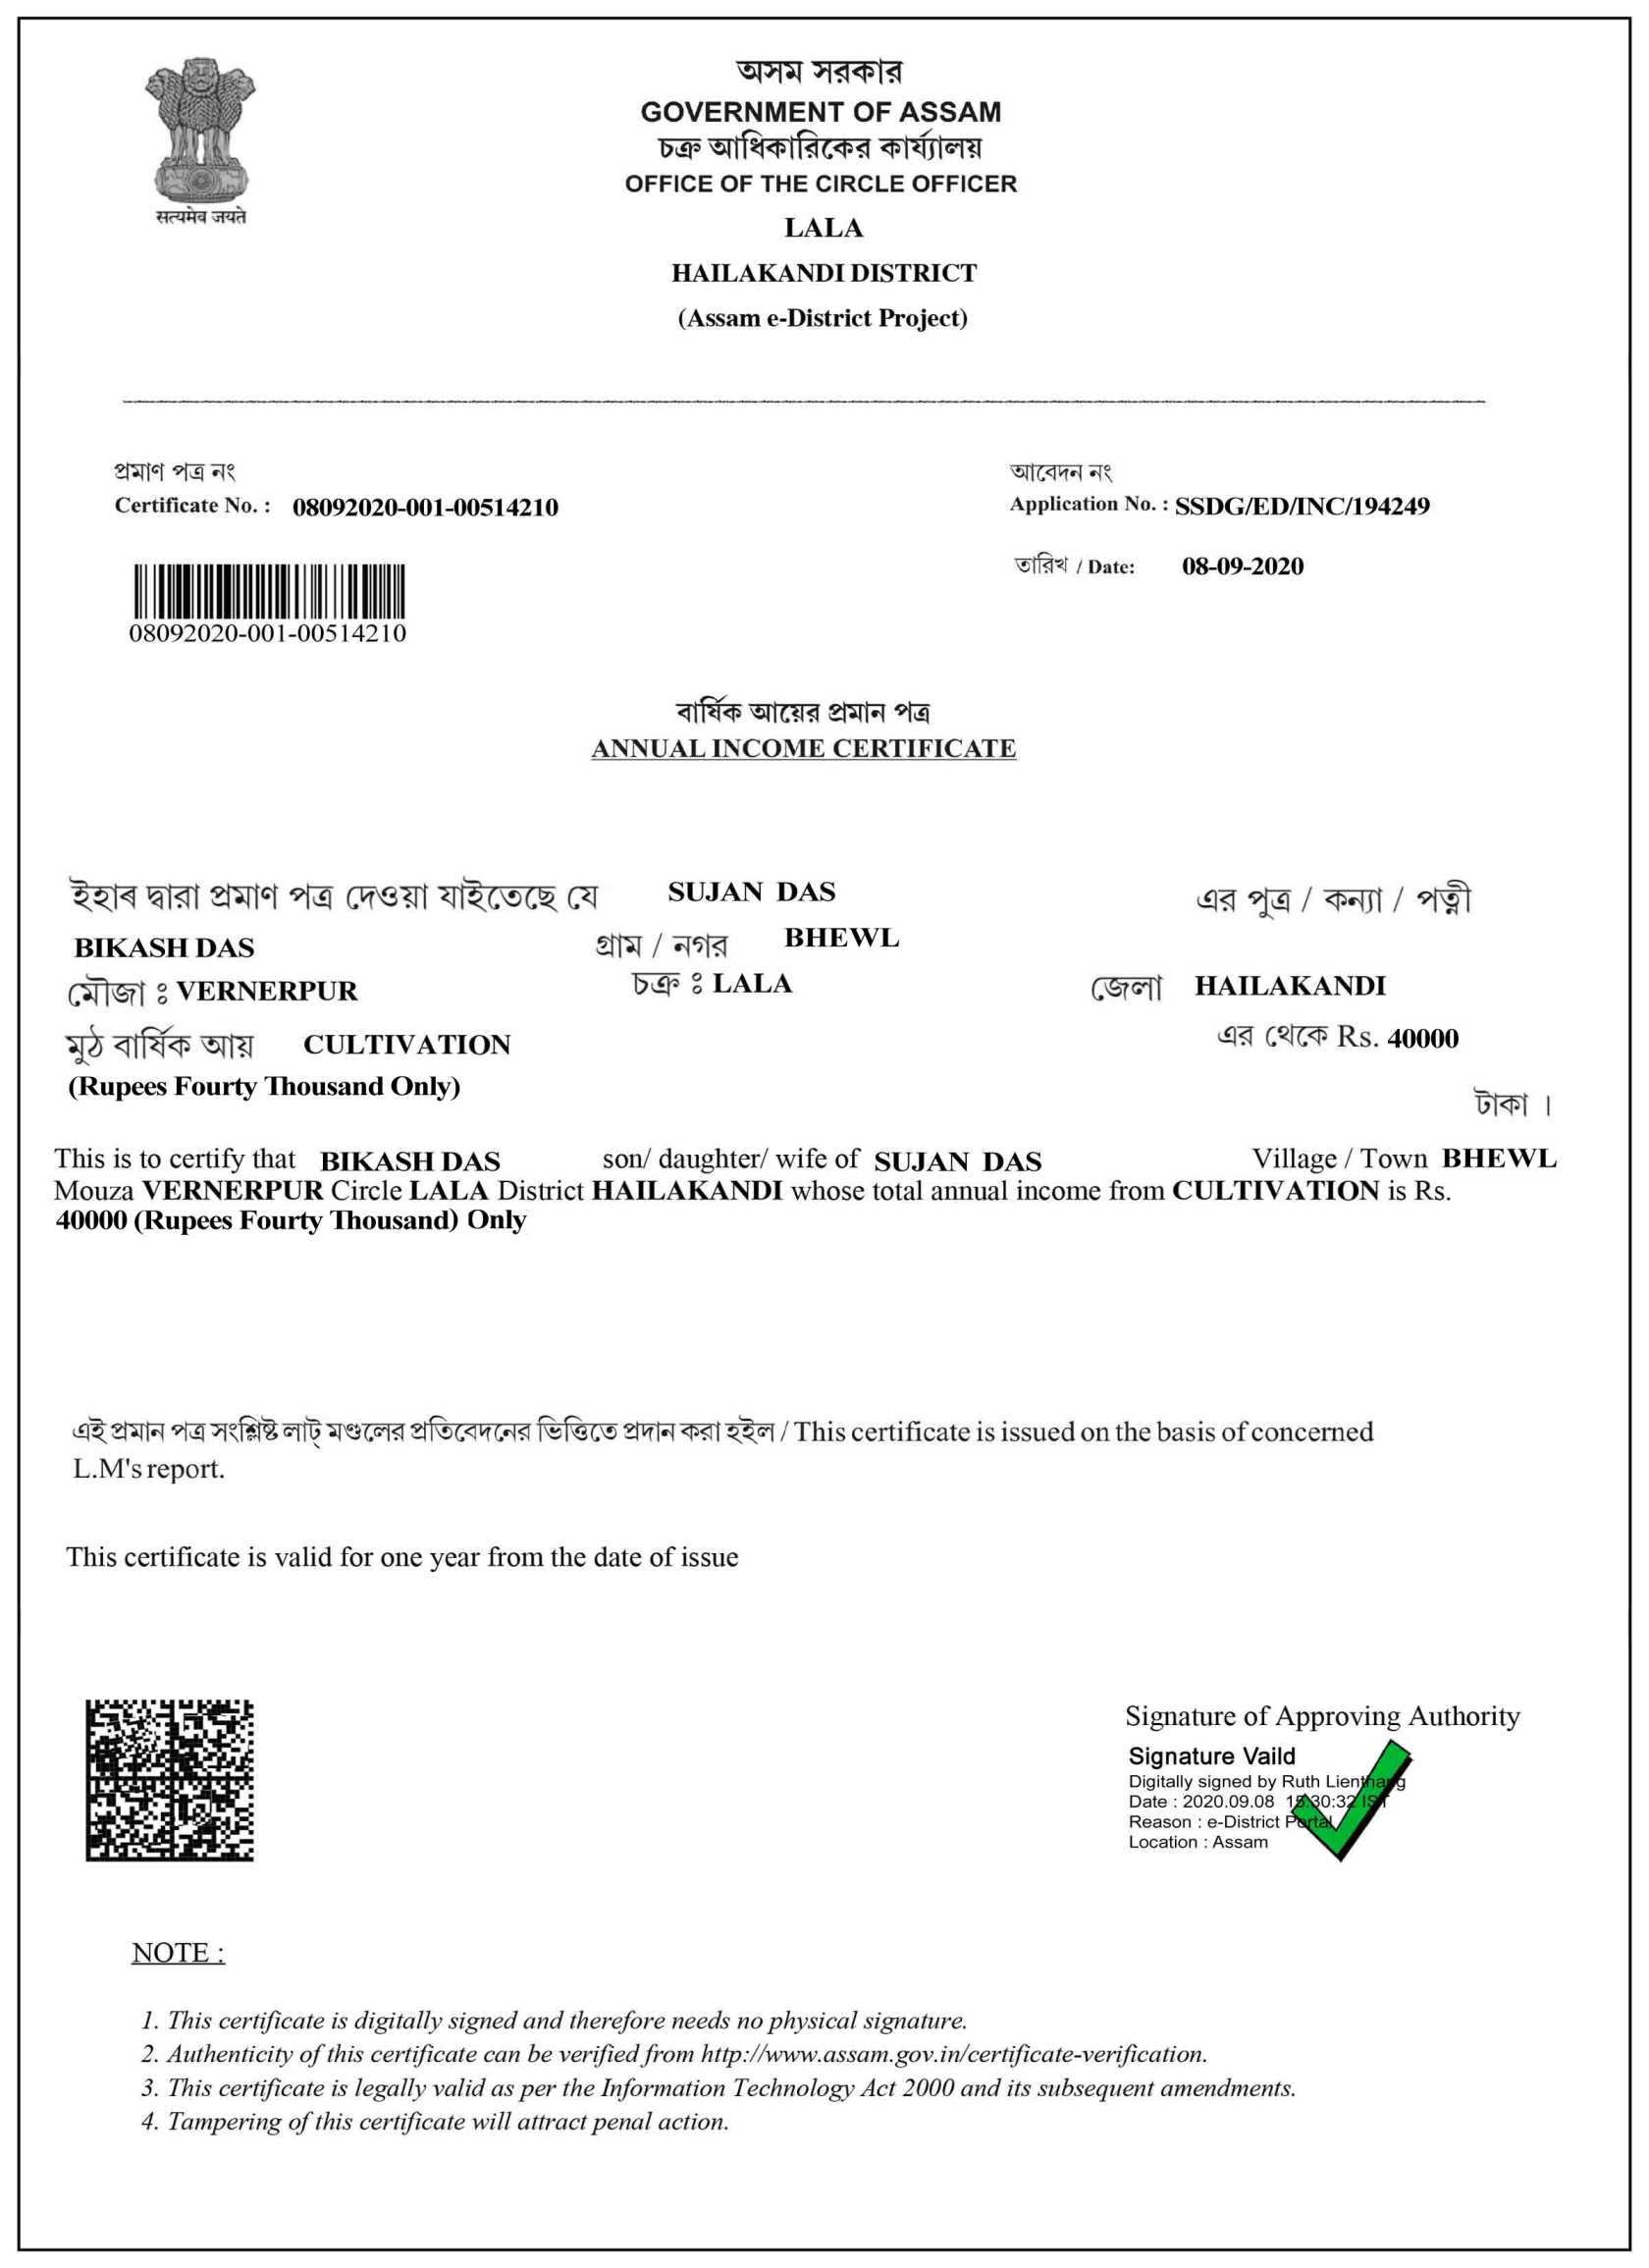 सत्यमेव जयते
অসম সরকার
GOVERNMENT OF ASSAM
চক্র আধিকারিকের কার্য্যালয়
OFFICE OF THE CIRCLE OFFICER
LALA
HAILAKANDI DISTRICT
(Assam e-District Project)
প্রমাণ পত্র নং
Certificate No. : 08092020-001-00514210
আবেদন নং
Application No. : SSDG/ED/INC/194249
তারিখ / Date: 08-09-2020
08092020-001-00514210
বার্ষিক আয়ের প্রমান পত্র
ANNUAL INCOME CERTIFICATE
ইহাৰ দ্বারা প্রমাণ পত্র দেওয়া যাইতেছে যে SUJAN DAS এর পুত্র / কন্যা / পত্নী
BIKASH DAS গ্রাম / নগর BHEWL
মৌজা ঃ VERNERPUR চক্র ঃ LALA জেলা HAILAKANDI
মুঠ বার্ষিক আয় CULTIVATION এর থেকে Rs. 40000
(Rupees Fourty Thousand Only)
টাকা ।
This is to certify that BIKASH DAS son/ daughter/ wife of SUJAN DAS Village / Town BHEWL
Mouza VERNERPUR Circle LALA District HAILAKANDI whose total annual income from CULTIVATION is Rs.
40000 (Rupees Fourty Thousand) Only
এই প্রমান পত্র সংশ্লিষ্ট লাট্ মণ্ডলের প্রতিবেদনের ভিত্তিতে প্রদান করা হইল / This certificate is issued on the basis of concerned
L.M's report.
This certificate is valid for one year from the date of issue
Signature of Approving Authority
Signature Vaild
Digitally signed by Ruth Lienthang
Date : 2020.09.08 15:30:32 IST
Reason : e-District Portal
Location : Assam
NOTE :
1. This certificate is digitally signed and therefore needs no physical signature.
2. Authenticity of this certificate can be verified from http://www.assam.gov.in/certificate-verification.
3. This certificate is legally valid as per the Information Technology Act 2000 and its subsequent amendments.
4. Tampering of this certificate will attract penal action.